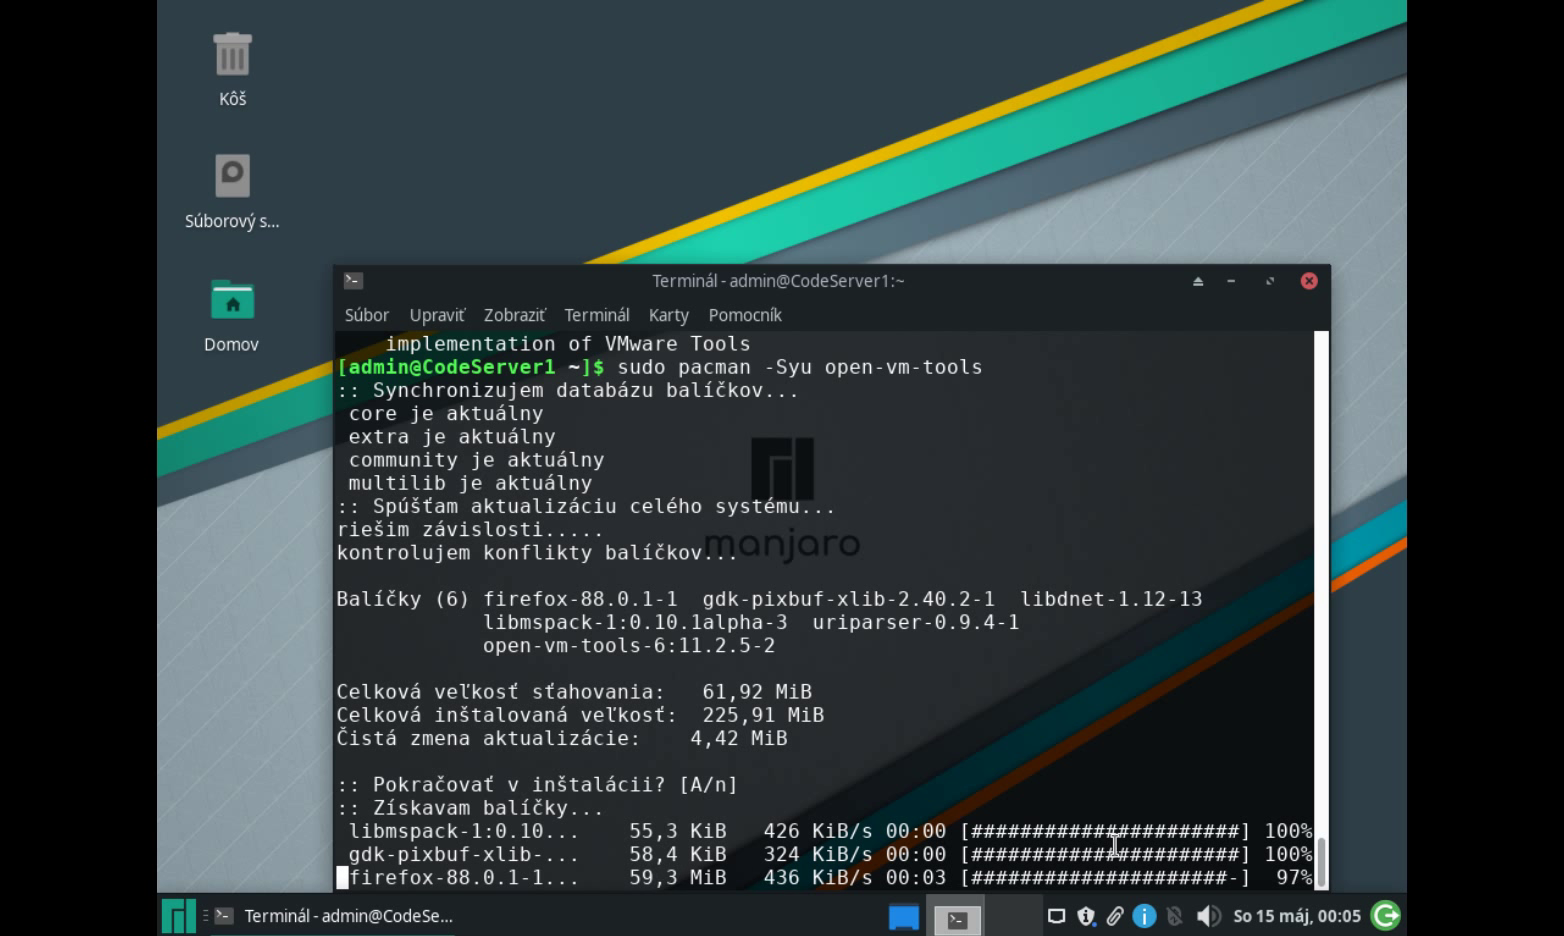 Kôš
Súborový s...
Domov
Terminál - admin@CodeServer1:~
Súbor Upraviť Zobraziť Terminál Karty Pomocník
implementation of VMware Tools
[admin@CodeServer1 ~]$ sudo pacman -Syu open-vm-tools
:: Synchronizujem databázu balíčkov...
core je aktuálny
extra je aktuálny
community je aktuálny
multilib je aktuálny
:: Spúšťam aktualizáciu celého systému...
riešim závislosti.....
kontrolujem konflikty balíčkov...
manjaro
Balíčky (6) firefox-88.0.1-1 gdk-pixbuf-xlib-2.40.2-1 libdnet-1.12-13
libmspack-1:0.10.1alpha-3 uriparser-0.9.4-1
open-vm-tools-6:11.2.5-2
Celková veľkosť sťahovania: 61,92 MiB
Celková inštalovaná veľkosť: 225,91 MiB
Čistá zmena aktualizácie: 4,42 MiB
:: Pokračovať v inštalácii? [A/n]
:: Získavam balíčky...
libmspack-1:0.10... 55,3 KiB 426 KiB/s 00:00 [######################] 100%
gdk-pixbuf-xlib-... 58,4 KiB 324 KiB/s 00:00 [######################] 100%
firefox-88.0.1-1... 59,3 MiB 436 KiB/s 00:03 [#####################-] 97%
Terminál - admin@CodeSe...
So 15 máj, 00:05